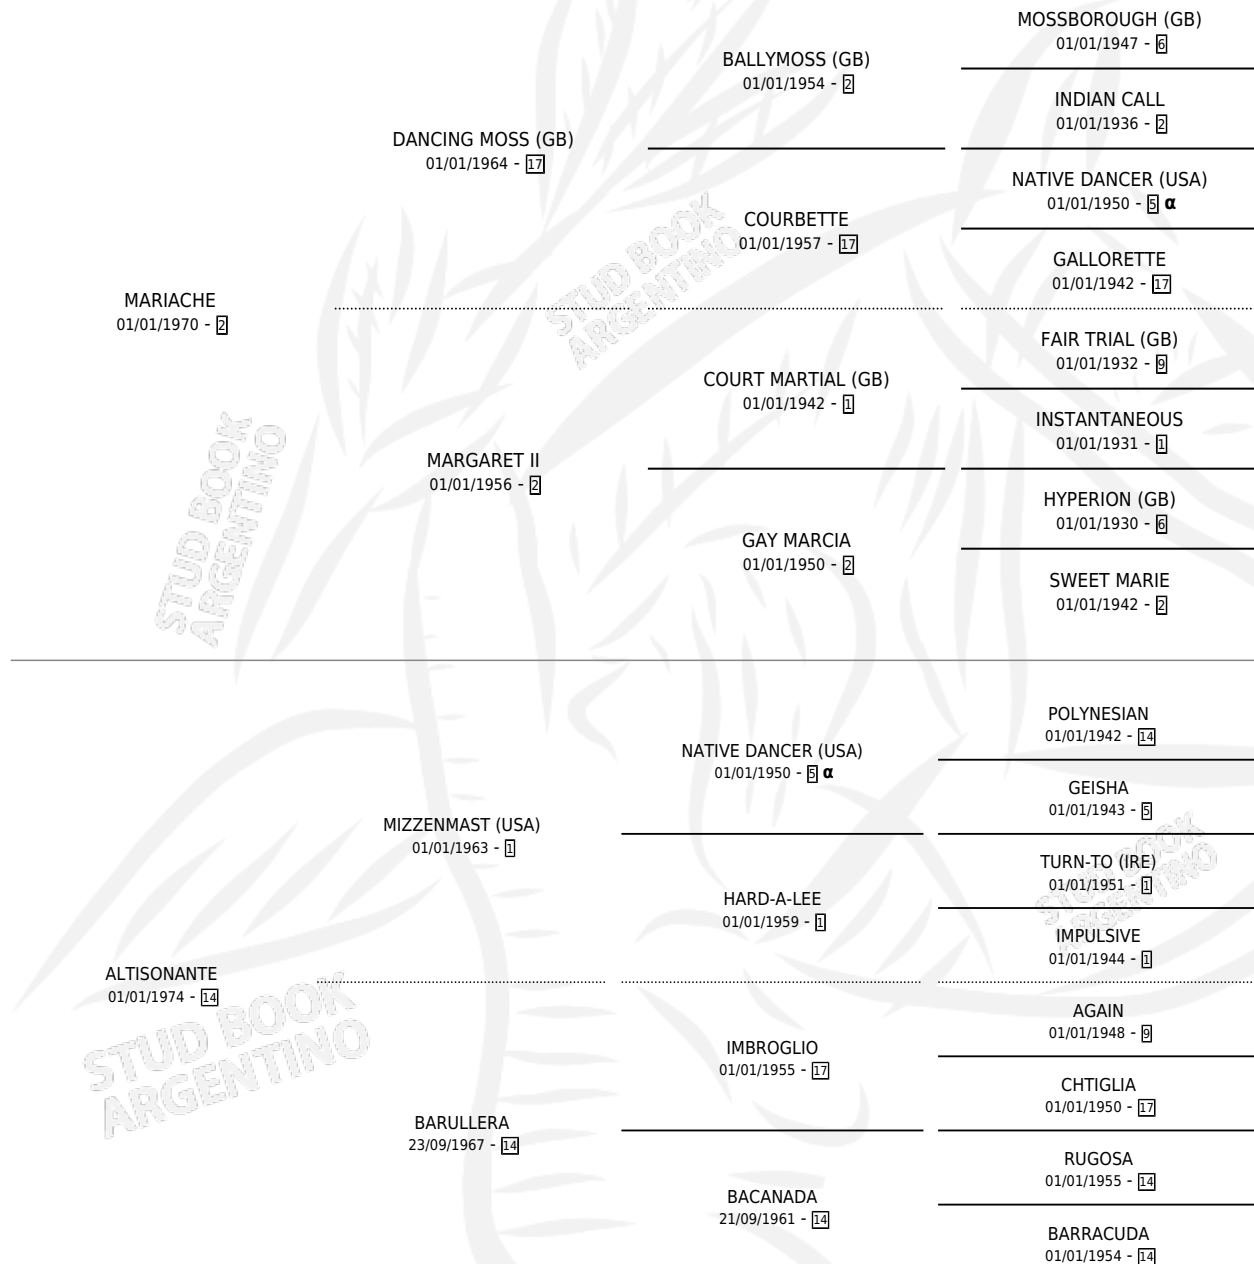 MOSSBOROUGH (GB)
01/01/1947 - 6
BALLYMOSS (GB)
01/01/1954 - 2
INDIAN CALL
01/01/1936 - 2
DANCING MOSS (GB)
01/01/1964 - 17
NATIVE DANCER (USA)
01/01/1950 - 5 α
COURBETTE
01/01/1957 - 17
GALLORETTE
01/01/1942 - 17
MARIACHE
01/01/1970 - 2
FAIR TRIAL (GB)
01/01/1932 - 9
COURT MARTIAL (GB)
01/01/1942 - 1
INSTANTANEOUS
01/01/1931 - 1
MARGARET II
01/01/1956 - 2
HYPERION (GB)
01/01/1930 - 6
GAY MARCIA
01/01/1950 - 2
SWEET MARIE
01/01/1942 - 2
POLYNESIAN
01/01/1942 - 14
NATIVE DANCER (USA)
01/01/1950 - 5 α
GEISHA
01/01/1943 - 5
MIZZENMAST (USA)
01/01/1963 - 1
TURN-TO (IRE)
01/01/1951 - 1
HARD-A-LEE
01/01/1959 - 1
IMPULSIVE
01/01/1944 - 1
ALTISONANTE
01/01/1974 - 14
AGAIN
01/01/1948 - 9
IMBROGLIO
01/01/1955 - 17
CHTIGLIA
01/01/1950 - 17
BARULLERA
23/09/1967 - 14
RUGOSA
01/01/1955 - 14
BACANADA
21/09/1961 - 14
BARRACUDA
01/01/1954 - 14
STUD BOOK
ARGENTINO
STUD BOOK
ARGENTINO
STUD BOOK
ARGENTINO
STUD BOOK
ARGENTINO